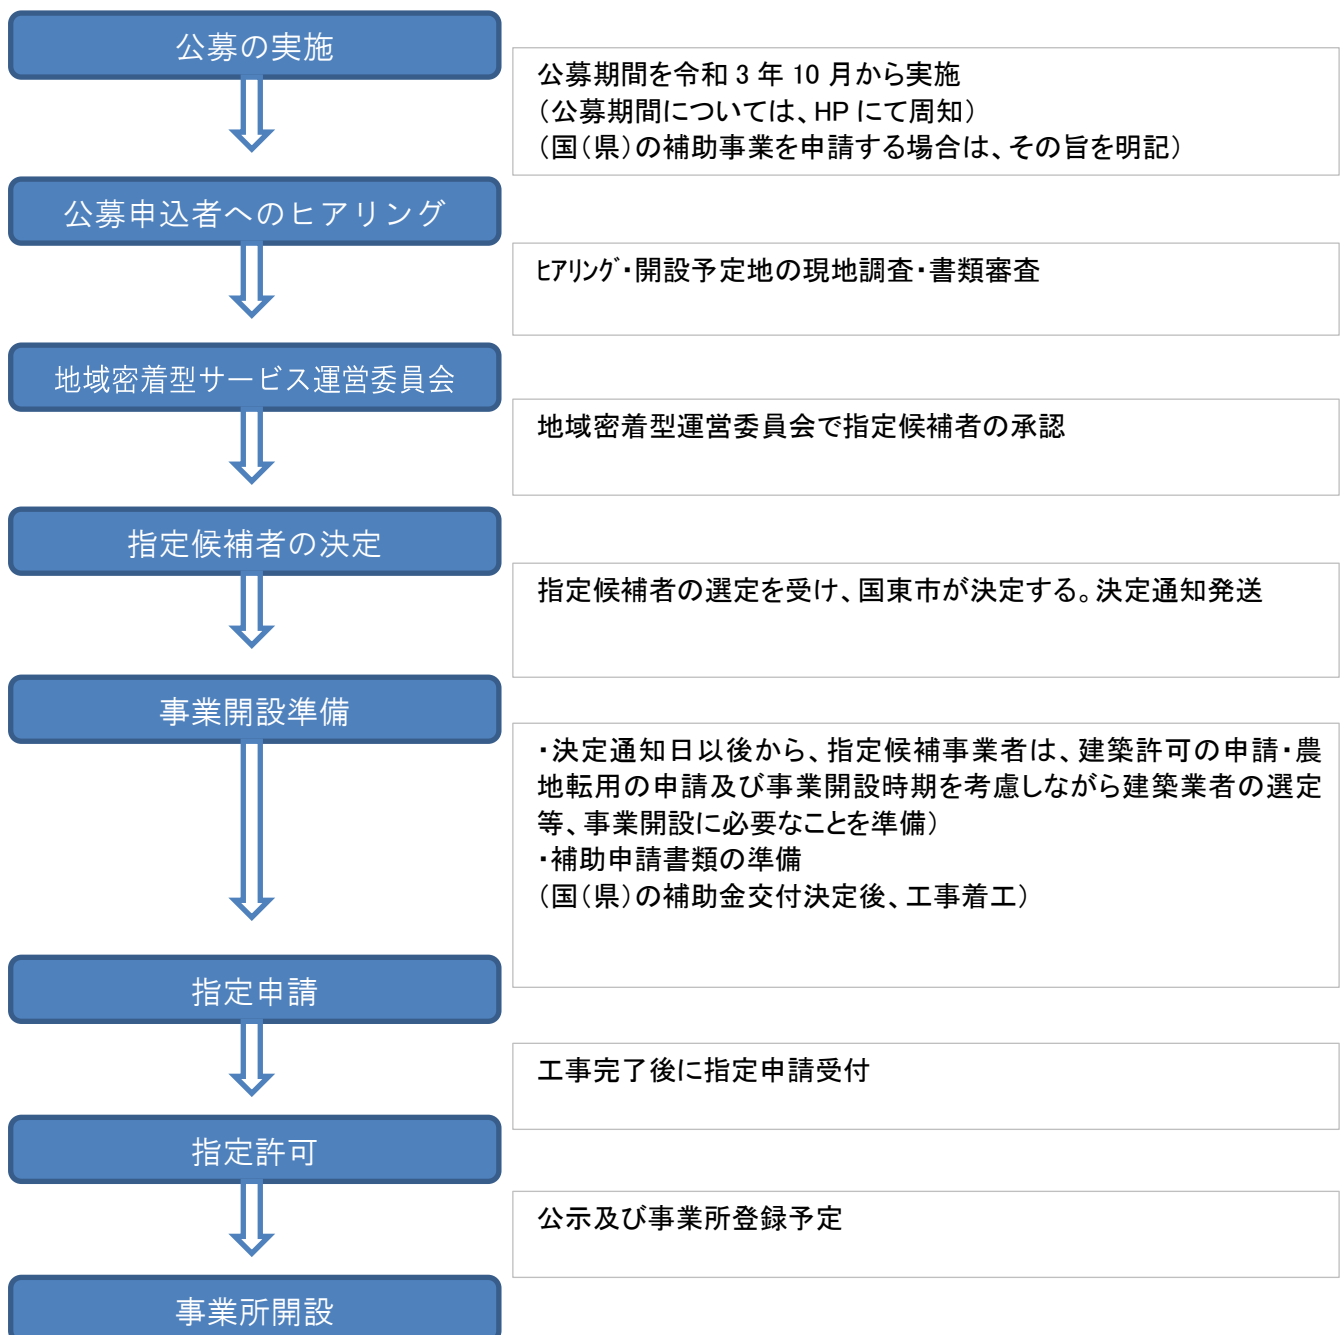 公募の実施
公募期間を令和 3 年 10 月から実施
（公募期間については、HP にて周知）
（国（県）の補助事業を申請する場合は、その旨を明記）
公募申込者へのヒアリング
ﾋｱﾘﾝｸﾞ・開設予定地の現地調査・書類審査
地域密着型サービス運営委員会
地域密着型運営委員会で指定候補者の承認
指定候補者の決定
指定候補者の選定を受け、国東市が決定する。決定通知発送
事業開設準備
・決定通知日以後から、指定候補事業者は、建築許可の申請・農
地転用の申請及び事業開設時期を考慮しながら建築業者の選定
等、事業開設に必要なことを準備）
・補助申請書類の準備
（国（県）の補助金交付決定後、工事着工）
指定申請
工事完了後に指定申請受付
指定許可
公示及び事業所登録予定
事業所開設